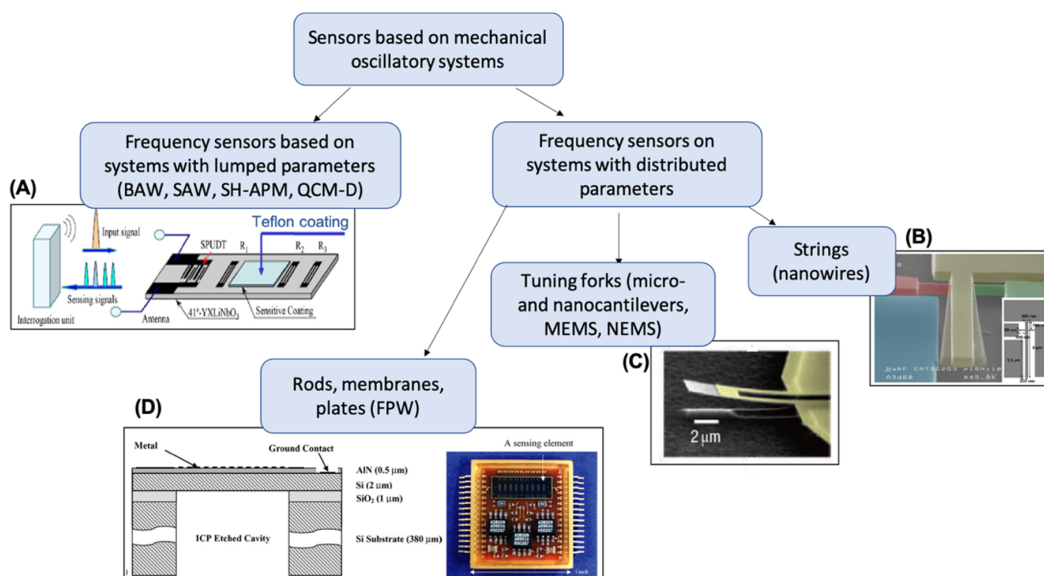 Sensors based on mechanical
oscillatory systems
Frequency sensors based on
systems with lumped parameters
(BAW, SAW, SH-APM, QCM-D)
Frequency sensors on
systems with distributed
parameters
(A)
Teflon coating
Input signal
SPUDT
R1
R2
R3
Sensing signals
Antenna
Interrogation unit
41°-YXLiNbO3
Sensitive Coating
Strings
(nanowires)
(B)
Tuning forks (micro-
and nanocantilevers,
MEMS, NEMS)
(C)
2 μm
Rods, membranes,
plates (FPW)
(D)
Metal
Ground Contact
AlN (0.5 μm)
Si (2 μm)
SiO2 (1 μm)
ICP Etched Cavity
Si Substrate (380 μm)
A sensing element